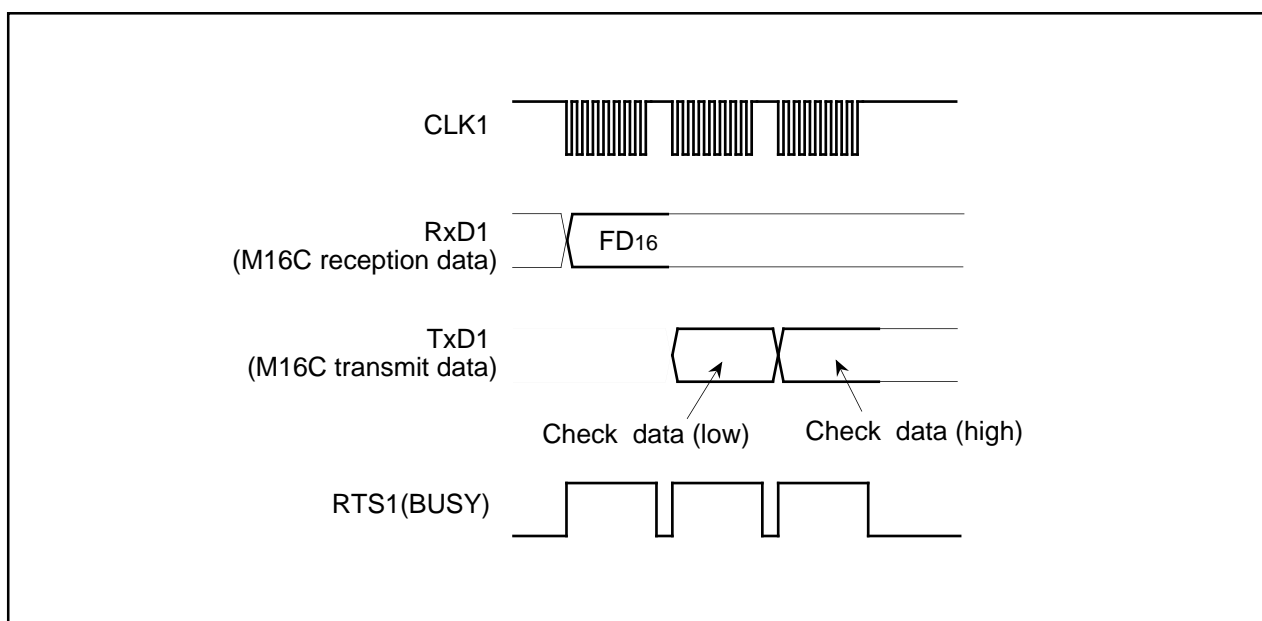 CLK1
RxD1
(M16C reception data)
FD16
TxD1
(M16C transmit data)
Check data (low)
Check data (high)
RTS1(BUSY)